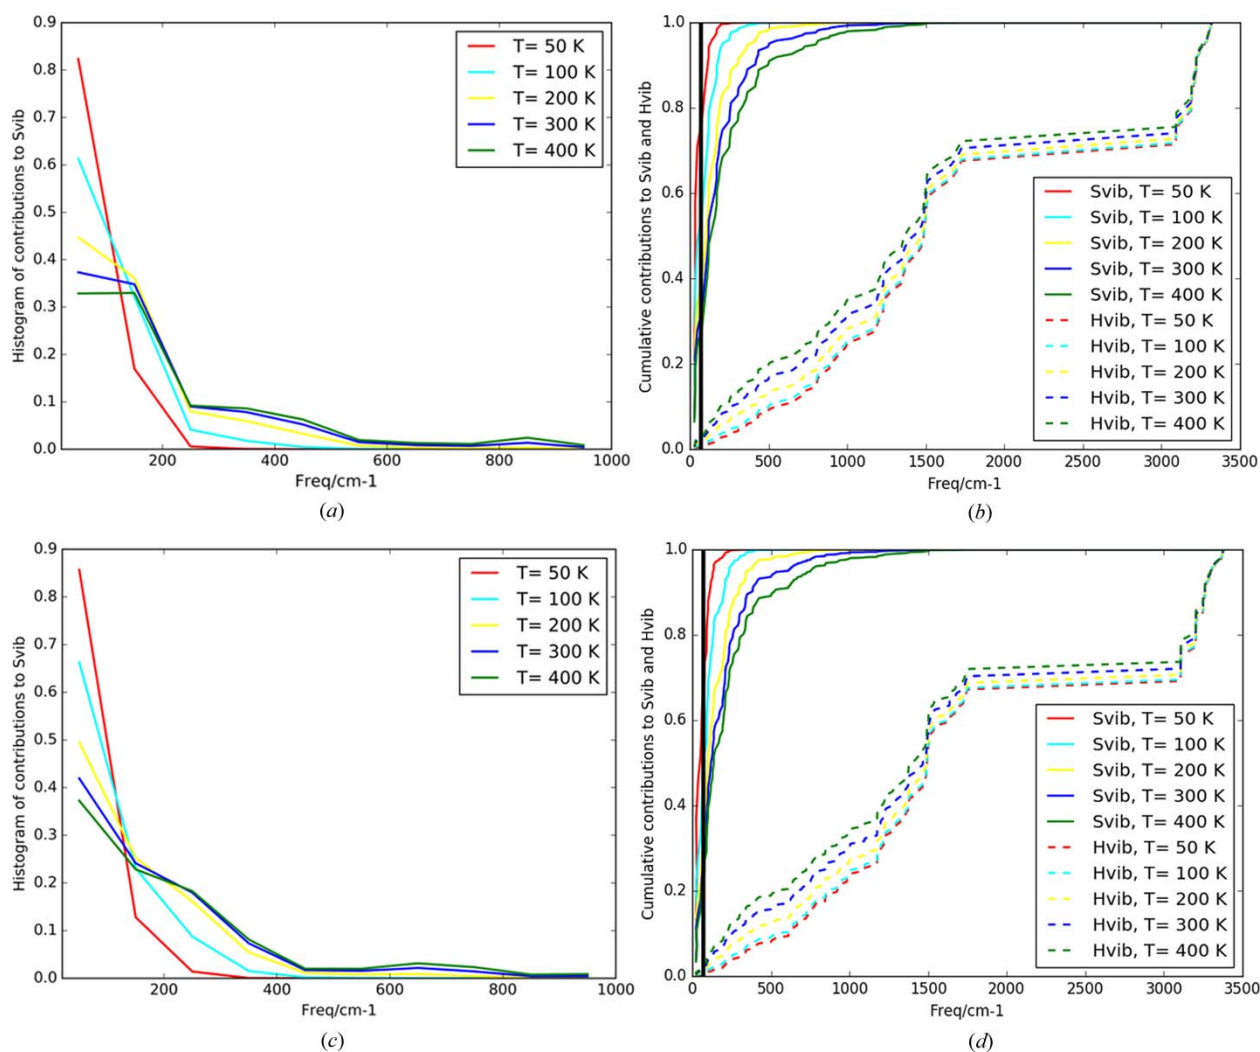 Histogram of contributions to Svib
0.9
0.8
0.7
0.6
0.5
0.4
0.3
0.2
0.1
0.0
T= 50 K
T= 100 K
T= 200 K
T= 300 K
T= 400 K
200 400 600 800 1000
Freq/cm-1
(a)
Cumulative contributions to Svib and Hvib
1.0
0.8
0.6
0.4
0.2
0.0
Svib, T= 50 K
Svib, T= 100 K
Svib, T= 200 K
Svib, T= 300 K
Svib, T= 400 K
Hvib, T= 50 K
Hvib, T= 100 K
Hvib, T= 200 K
Hvib, T= 300 K
Hvib, T= 400 K
0 500 1000 1500 2000 2500 3000 3500
Freq/cm-1
(b)
Histogram of contributions to Svib
0.9
0.8
0.7
0.6
0.5
0.4
0.3
0.2
0.1
0.0
T= 50 K
T= 100 K
T= 200 K
T= 300 K
T= 400 K
200 400 600 800 1000
Freq/cm-1
(c)
Cumulative contributions to Svib and Hvib
1.0
0.8
0.6
0.4
0.2
0.0
Svib, T= 50 K
Svib, T= 100 K
Svib, T= 200 K
Svib, T= 300 K
Svib, T= 400 K
Hvib, T= 50 K
Hvib, T= 100 K
Hvib, T= 200 K
Hvib, T= 300 K
Hvib, T= 400 K
0 500 1000 1500 2000 2500 3000 3500
Freq/cm-1
(d)